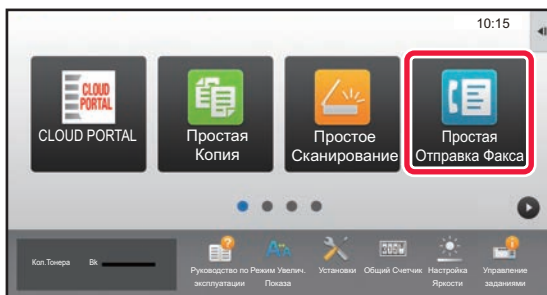 10:15
CLOUD
PORTAL
CLOUD PORTAL
Простая
Копия
Простое
Сканирование
Простая
Отправка Факса
Кол.Тонера Bk
Руководство по
эксплуатации
Режим Увелич.
Показа
Установки
Общий Счетчик
Настройка
Яркости
Управление
заданиями